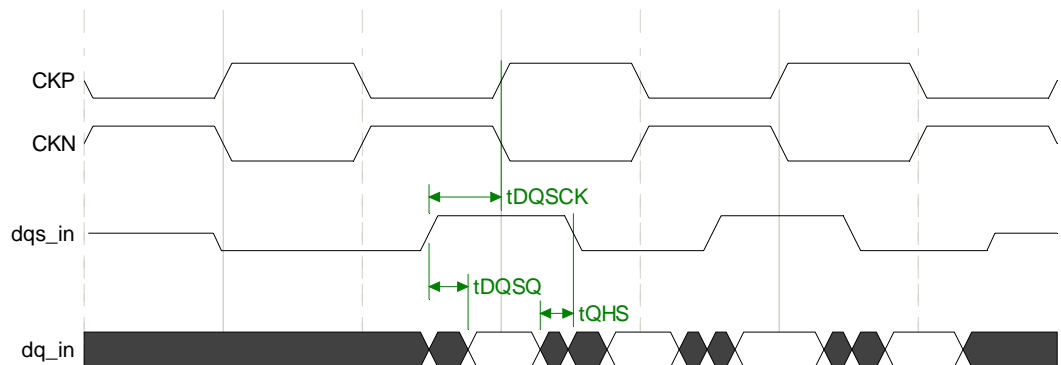 CKP
CKN
tDQSCK
dqs_in
tDQSQ
tQHS
dq_in